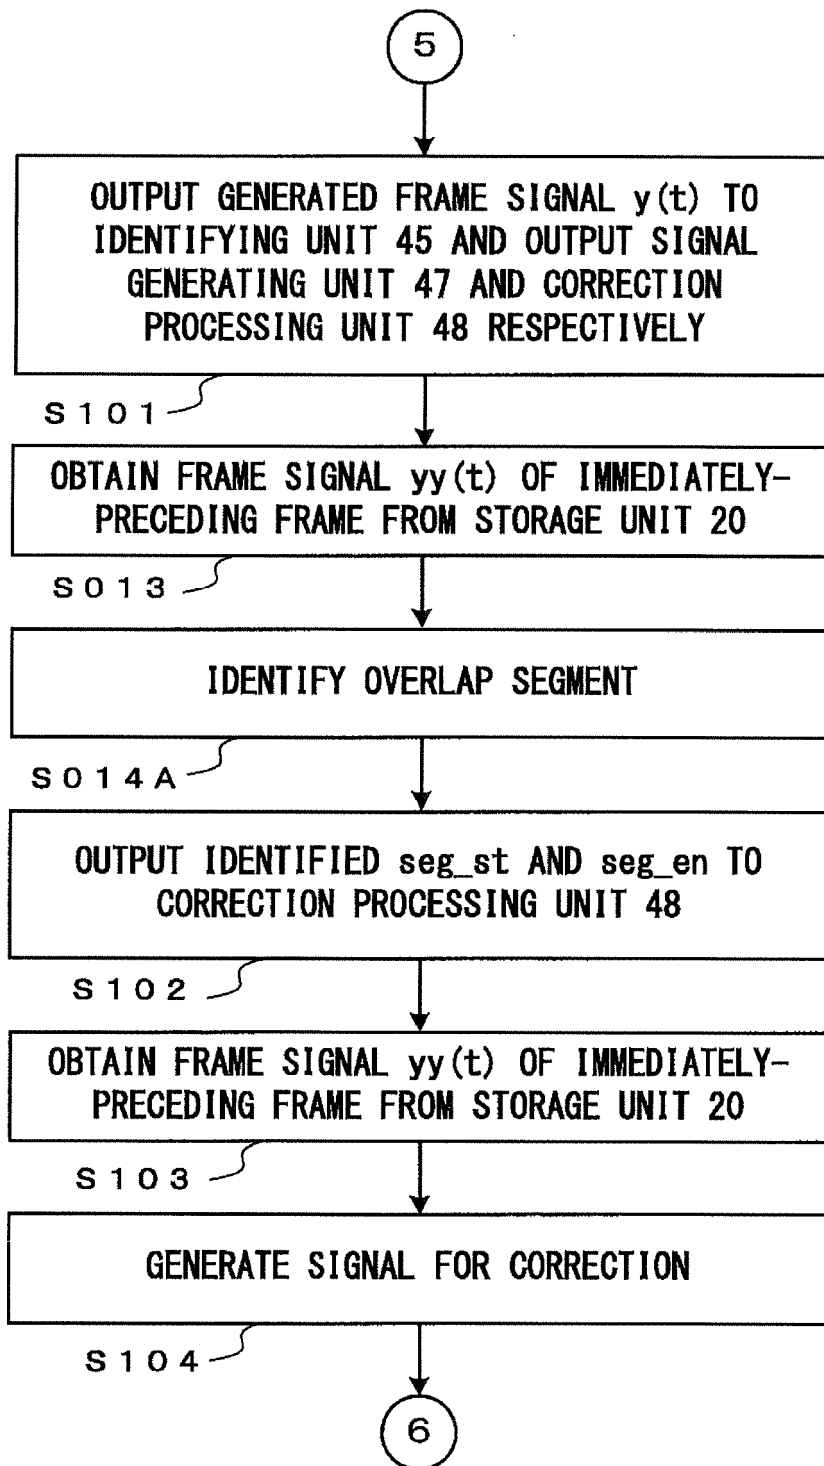 5
OUTPUT GENERATED FRAME SIGNAL y(t) TO
IDENTIFYING UNIT 45 AND OUTPUT SIGNAL
GENERATING UNIT 47 AND CORRECTION
PROCESSING UNIT 48 RESPECTIVELY
S101
OBTAIN FRAME SIGNAL yy(t) OF IMMEDIATELY-
PRECEDING FRAME FROM STORAGE UNIT 20
S013
IDENTIFY OVERLAP SEGMENT
S014A
OUTPUT IDENTIFIED seg_st AND seg_en TO
CORRECTION PROCESSING UNIT 48
S102
OBTAIN FRAME SIGNAL yy(t) OF IMMEDIATELY-
PRECEDING FRAME FROM STORAGE UNIT 20
S103
GENERATE SIGNAL FOR CORRECTION
S104
6